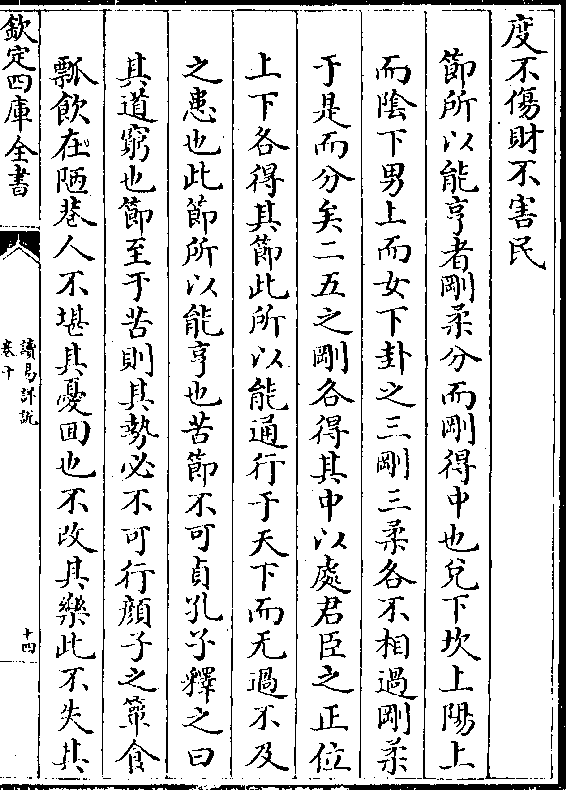 度不傷財不害民
節所以能亨者剛柔分而剛得中也兌下坎上陽上
而陰下男上而女下卦之三剛三柔各不相過剛柔
于是而分矣二五之剛各得其中以處君臣之正位
上下各得其節此所以能通行于天下而无過不及
之患也此節所以能亨也苦節不可貞孔子釋之曰
其道窮也節至于苦則其勢必不可行顔子之簞食
瓢飲在陋巷人不堪其憂回也不改其樂此不失其
欽定四庫全書
讀易詳說
卷十
十四